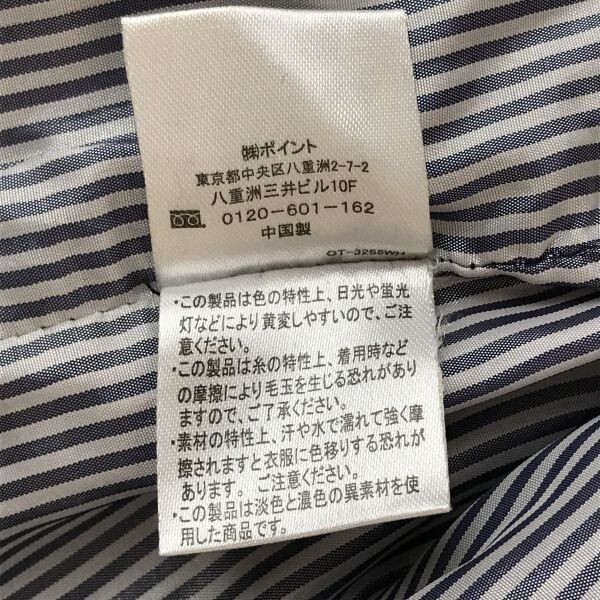 ㈱ポイント
東京都中央区八重洲2-7-2
八重洲三井ビル10F
0120-601-162
中国製
OT-3255WH
・この製品は色の特性上、日光や蛍光
灯などにより黄変しやすいので、ご注
意ください。
・この製品は糸の特性上、着用時など
の摩擦により毛玉を生じる恐れがあり
ますので、ご了承ください。
・素材の特性上、汗や水で濡れて強く摩
擦されますと衣服に色移りする恐れが
あります。 ご注意ください。
・この製品は淡色と濃色の異素材を使
用した商品です。